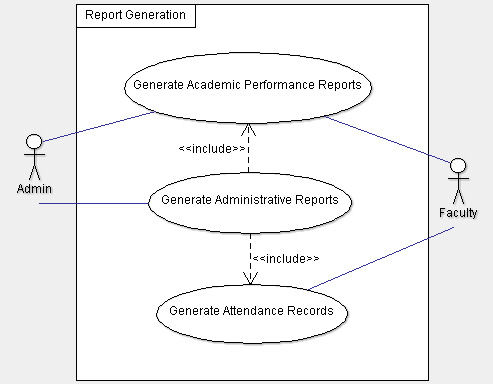 Report Generation
Generate Academic Performance Reports
<<include>>
Admin
Generate Administrative Reports
Faculty
<<include>>
Generate Attendance Records